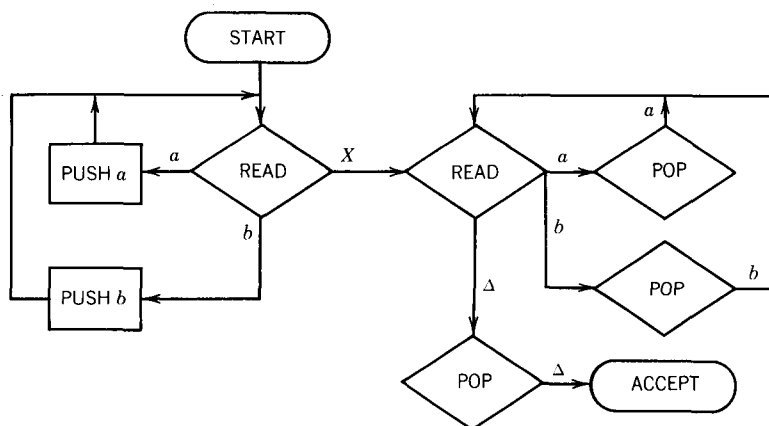 START
a
PUSH a
a
READ
X
READ
a
POP
b
b
PUSH b
POP
b
Δ
POP
Δ
ACCEPT